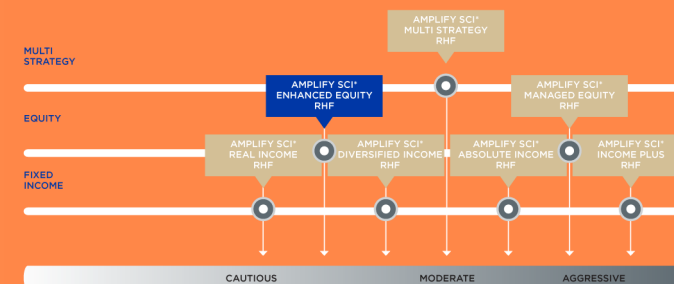 AMPLIFY SCI*
MULTI STRATEGY
RHF
MULTI
STRATEGY
AMPLIFY SCI*
ENHANCED EQUITY
RHF
AMPLIFY SCI*
MANAGED EQUITY
RHF
EQUITY
AMPLIFY SCI*
REAL INCOME
RHF
AMPLIFY SCI*
DIVERSIFIED INCOME
RHF
AMPLIFY SCI*
ABSOLUTE INCOME
RHF
AMPLIFY SCI*
INCOME PLUS
RHF
FIXED
INCOME
CAUTIOUS
MODERATE
AGGRESSIVE